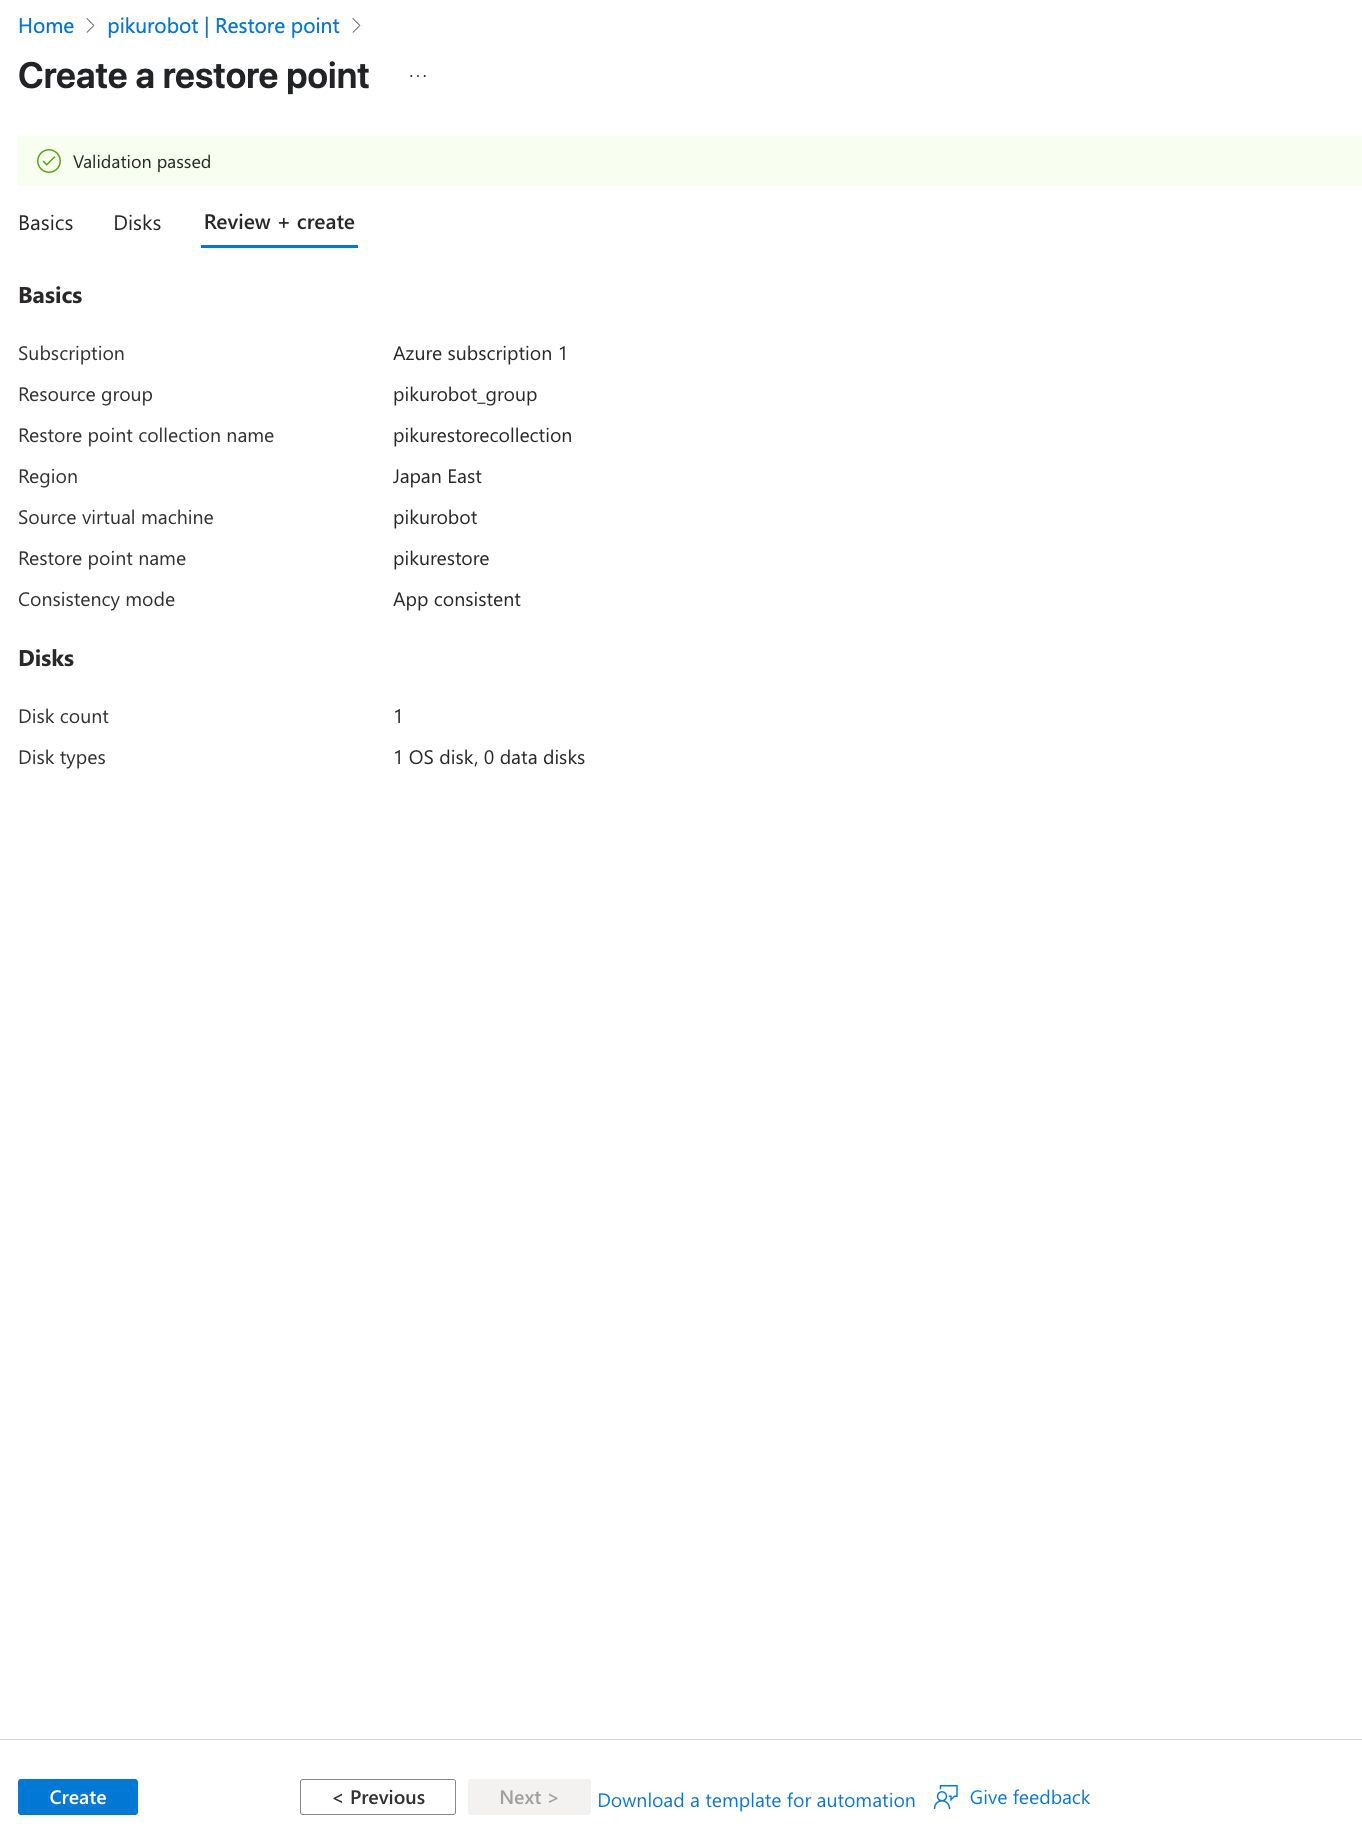 Home > pikurobot | Restore point >
Create a restore point ...
Validation passed
Basics Disks Review + create
Basics
Subscription Azure subscription 1
Resource group pikurobot_group
Restore point collection name pikurestorecollection
Region Japan East
Source virtual machine pikurobot
Restore point name pikurestore
Consistency mode App consistent
Disks
Disk count 1
Disk types 1 OS disk, 0 data disks
Create < Previous Next > Download a template for automation Give feedback